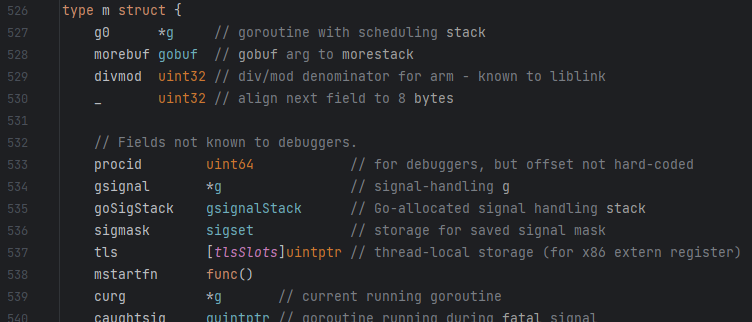 526 type m struct {
527 g0 *g // goroutine with scheduling stack
528 morebuf gobuf // gobuf arg to morestack
529 divmod uint32 // div/mod denominator for arm - known to liblink
530 _ uint32 // align next field to 8 bytes
531
532 // Fields not known to debuggers.
533 procid uint64 // for debuggers, but offset not hard-coded
534 gsignal *g // signal-handling g
535 goSigStack gsignalStack // Go-allocated signal handling stack
536 sigmask sigset // storage for saved signal mask
537 tls [tlsSlots]uintptr // thread-local storage (for x86 extern register)
538 mstartfn func()
539 curg *g // current running goroutine
540 caughtsig guintptr // goroutine running during fatal signal